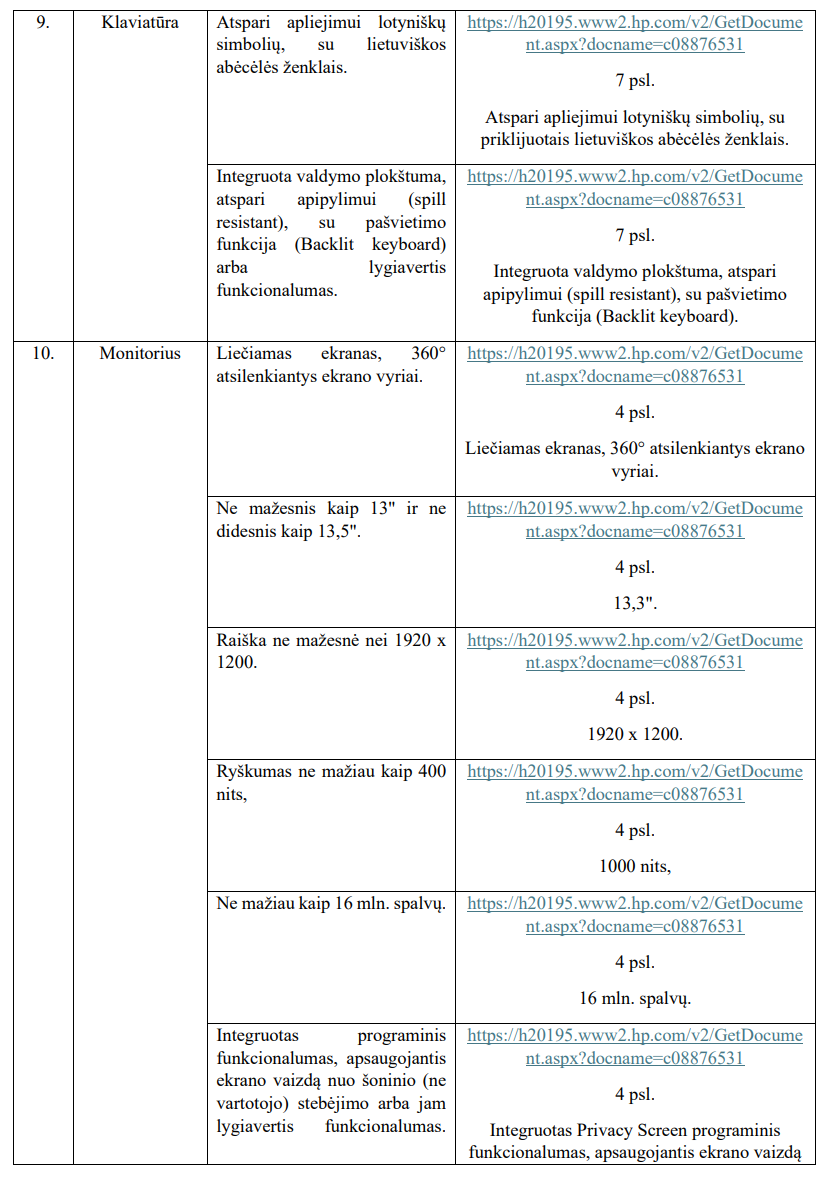 9.
Klaviatūra
Atspari apliejimui lotyniškų
simbolių, su lietuviškos
abėcėlės ženklais.
https://h20195.www2.hp.com/v2/GetDocume
nt.aspx?docname=c08876531
7 psl.
Atspari apliejimui lotyniškų simbolių, su
priklijuotais lietuviškos abėcėlės ženklais.
Integruota valdymo plokštuma,
atspari apipylimui (spill
resistant), su pašvietimo
funkcija (Backlit keyboard)
arba lygiavertis
funkcionalumas.
https://h20195.www2.hp.com/v2/GetDocume
nt.aspx?docname=c08876531
7 psl.
Integruota valdymo plokštuma, atspari
apipylimui (spill resistant), su pašvietimo
funkcija (Backlit keyboard).
10.
Monitorius
Liečiamas ekranas, 360°
atsilenkiantys ekrano vyriai.
https://h20195.www2.hp.com/v2/GetDocume
nt.aspx?docname=c08876531
4 psl.
Liečiamas ekranas, 360° atsilenkiantys ekrano
vyriai.
Ne mažesnis kaip 13" ir ne
didesnis kaip 13,5".
https://h20195.www2.hp.com/v2/GetDocume
nt.aspx?docname=c08876531
4 psl.
13,3".
Raiška ne mažesnė nei 1920 x
1200.
https://h20195.www2.hp.com/v2/GetDocume
nt.aspx?docname=c08876531
4 psl.
1920 x 1200.
Ryškumas ne mažiau kaip 400
nits,
https://h20195.www2.hp.com/v2/GetDocume
nt.aspx?docname=c08876531
4 psl.
1000 nits,
Ne mažiau kaip 16 mln. spalvų.
https://h20195.www2.hp.com/v2/GetDocume
nt.aspx?docname=c08876531
4 psl.
16 mln. spalvų.
Integruotas programinis
funkcionalumas, apsaugojantis
ekrano vaizdą nuo šoninio (ne
vartotojo) stebėjimo arba jam
lygiavertis funkcionalumas.
https://h20195.www2.hp.com/v2/GetDocume
nt.aspx?docname=c08876531
4 psl.
Integruotas Privacy Screen programinis
funkcionalumas, apsaugojantis ekrano vaizdą